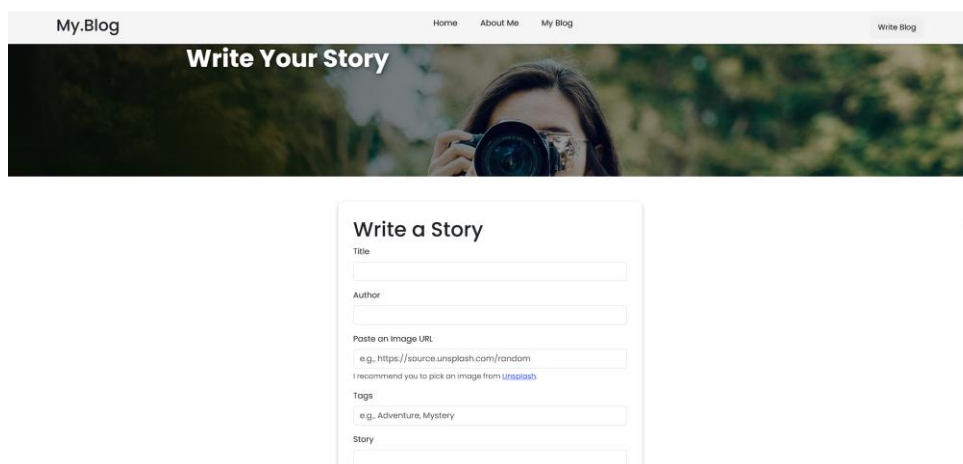 My.Blog
Home About Me My Blog
Write Blog
Write Your Story
Write a Story
Title
Author
Paste an Image URL
e.g., https://source.unsplash.com/random
I recommend you to pick an image from Unsplash.
Tags
e.g., Adventure, Mystery
Story